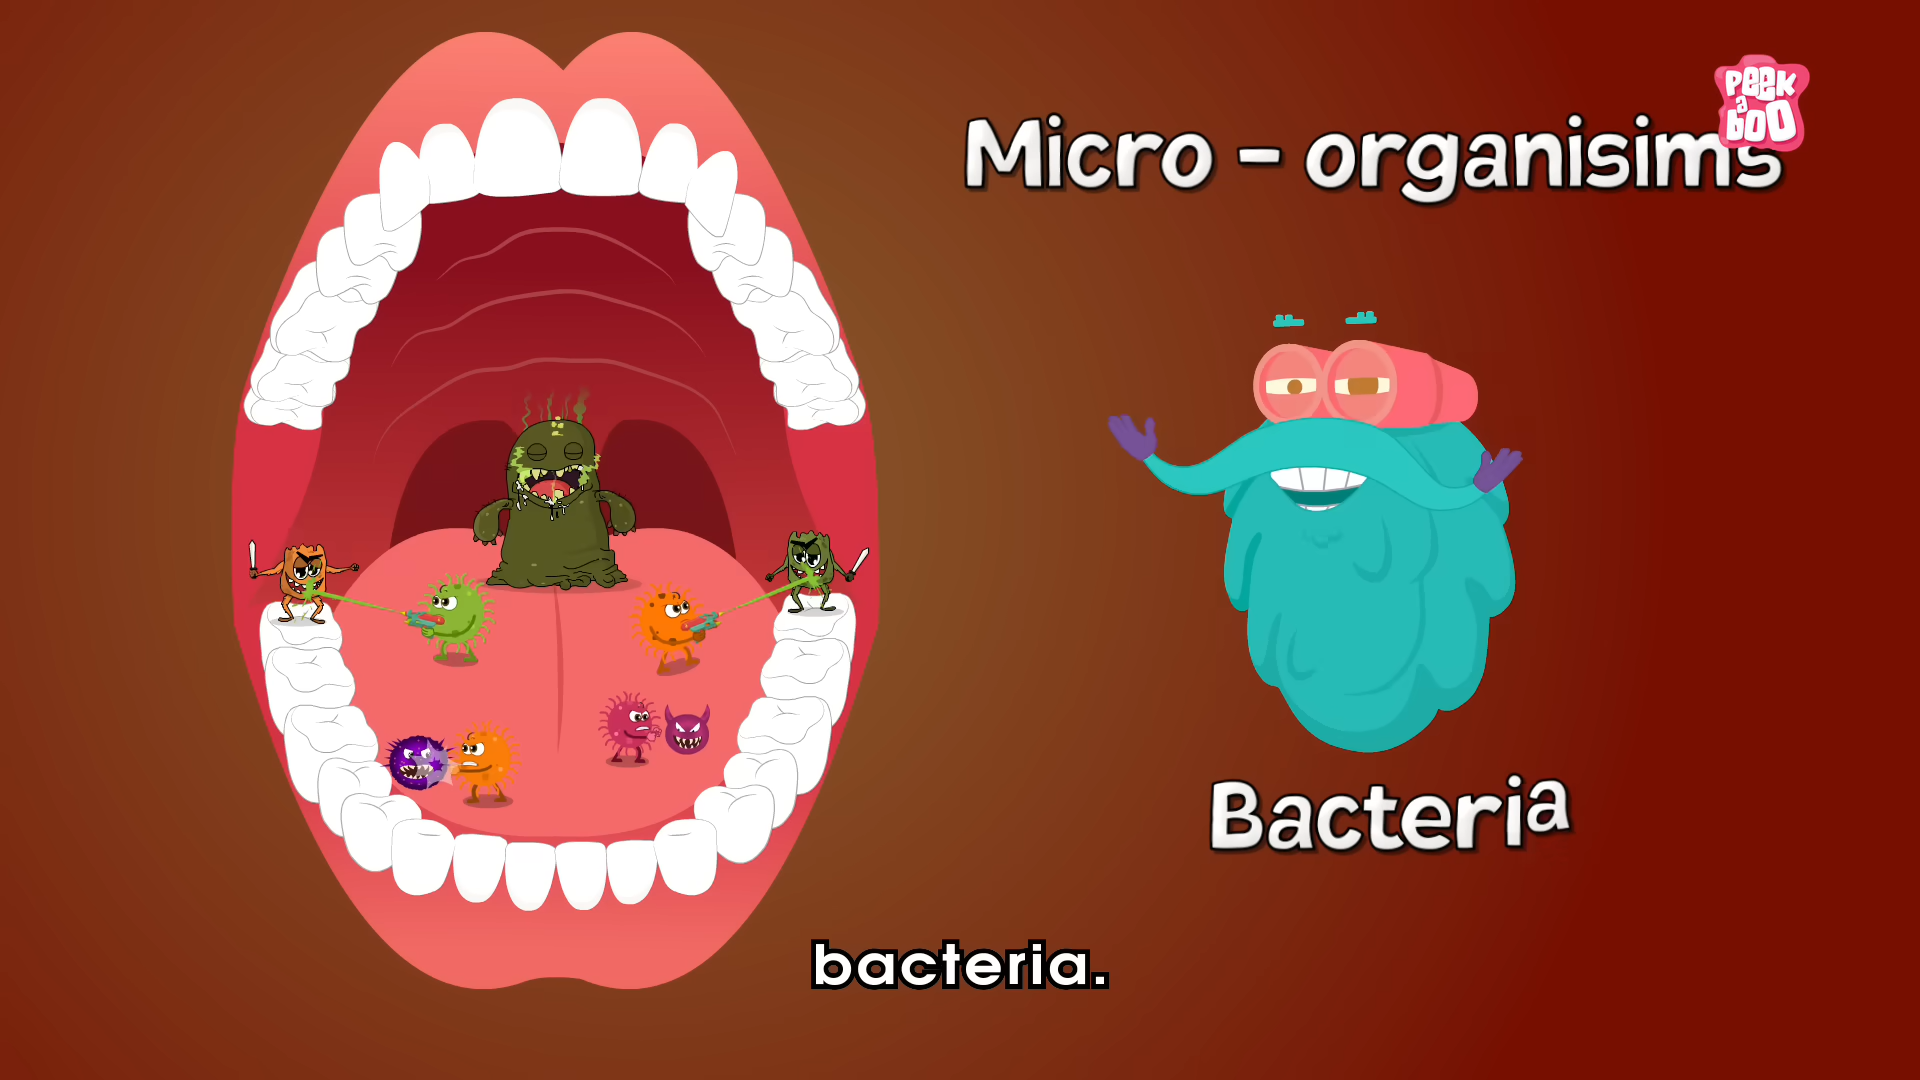 PEEK
a
BOO
Micro - organisims
Bacteria
bacteria.